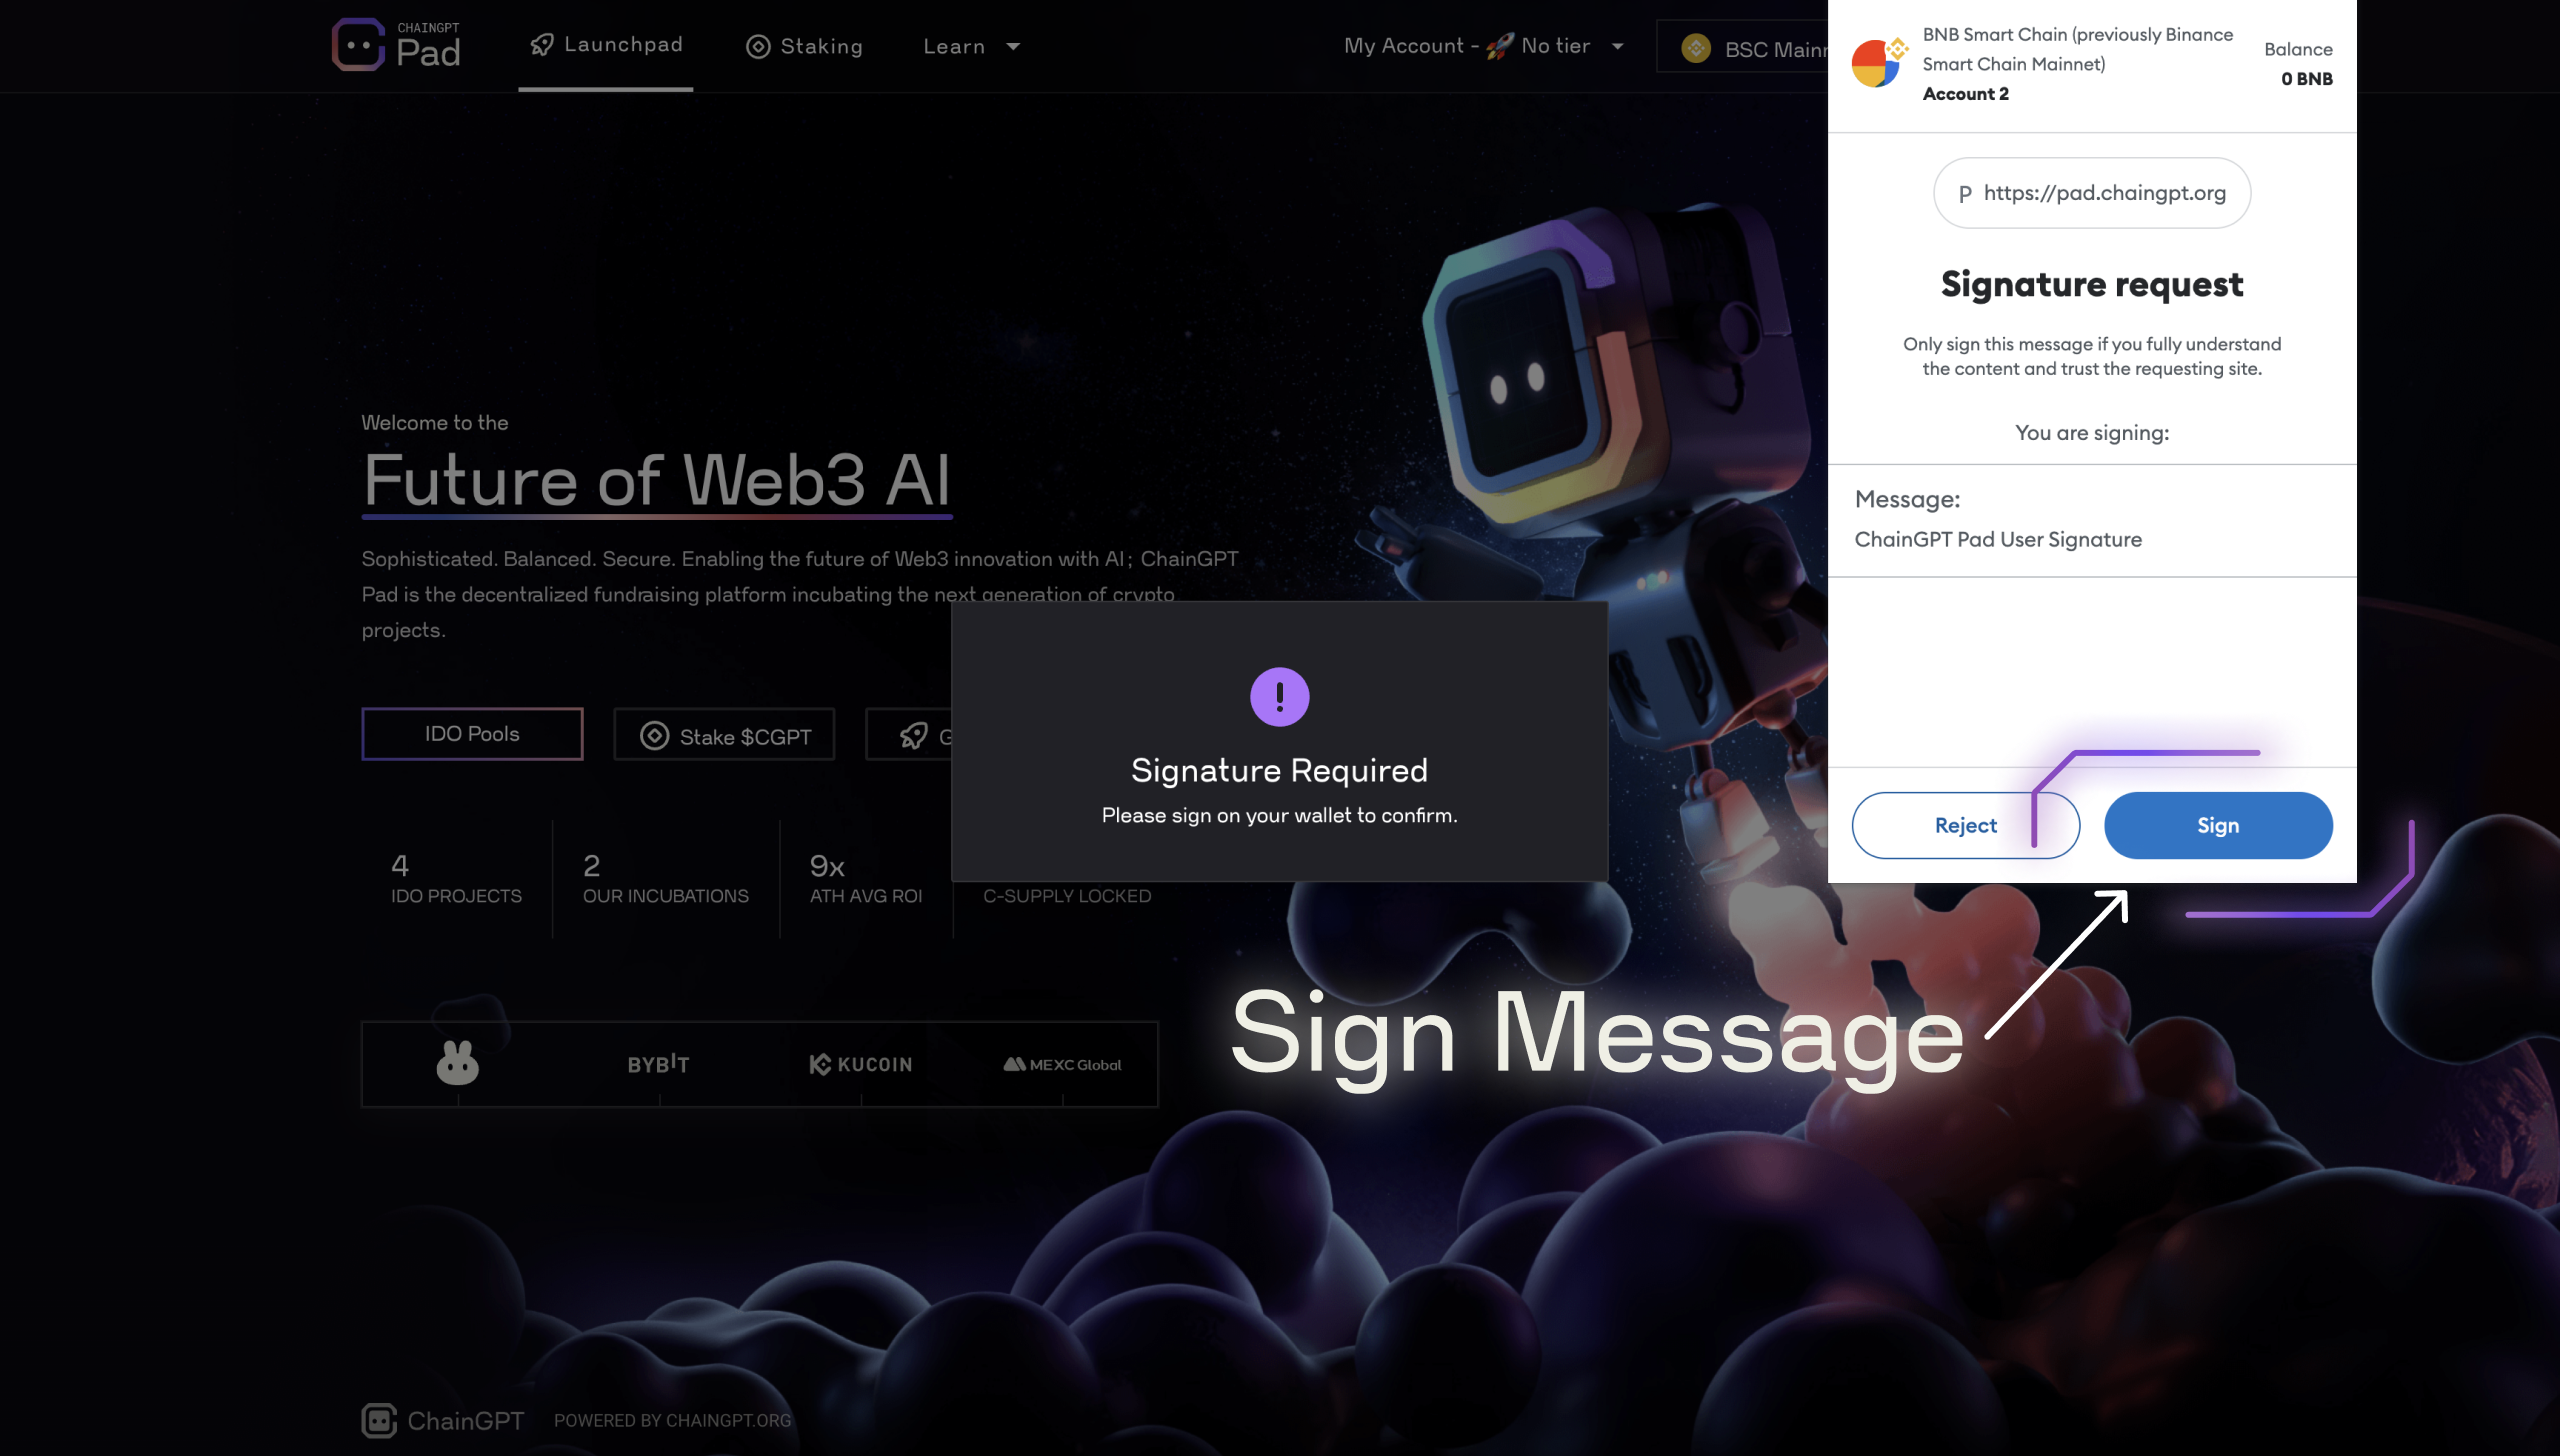 CHAINGPT
Pad
Launchpad
Staking
Learn
My Account - 🚀 No tier
BSC Main
BNB Smart Chain (previously Binance
Smart Chain Mainnet)
Account 2
Balance
0 BNB
P https://pad.chaingpt.org
Signature request
Only sign this message if you fully understand
the content and trust the requesting site.
You are signing:
Message:
ChainGPT Pad User Signature
Reject
Sign
Welcome to the
Future of Web3 AI
Sophisticated. Balanced. Secure. Enabling the future of Web3 innovation with AI; ChainGPT
Pad is the decentralized fundraising platform incubating the next generation of crypto
projects.
IDO Pools
Stake $CGPT
G
Signature Required
Please sign on your wallet to confirm.
4
IDO PROJECTS
2
OUR INCUBATIONS
9x
ATH AVG ROI
C-SUPPLY LOCKED
Sign Message
BYBIT
KUCOIN
MEXC Global
ChainGPT
POWERED BY CHAINGPT.ORG